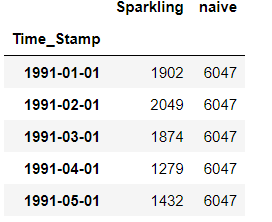 Sparkling naive
Time_Stamp
1991-01-01 1902 6047
1991-02-01 2049 6047
1991-03-01 1874 6047
1991-04-01 1279 6047
1991-05-01 1432 6047